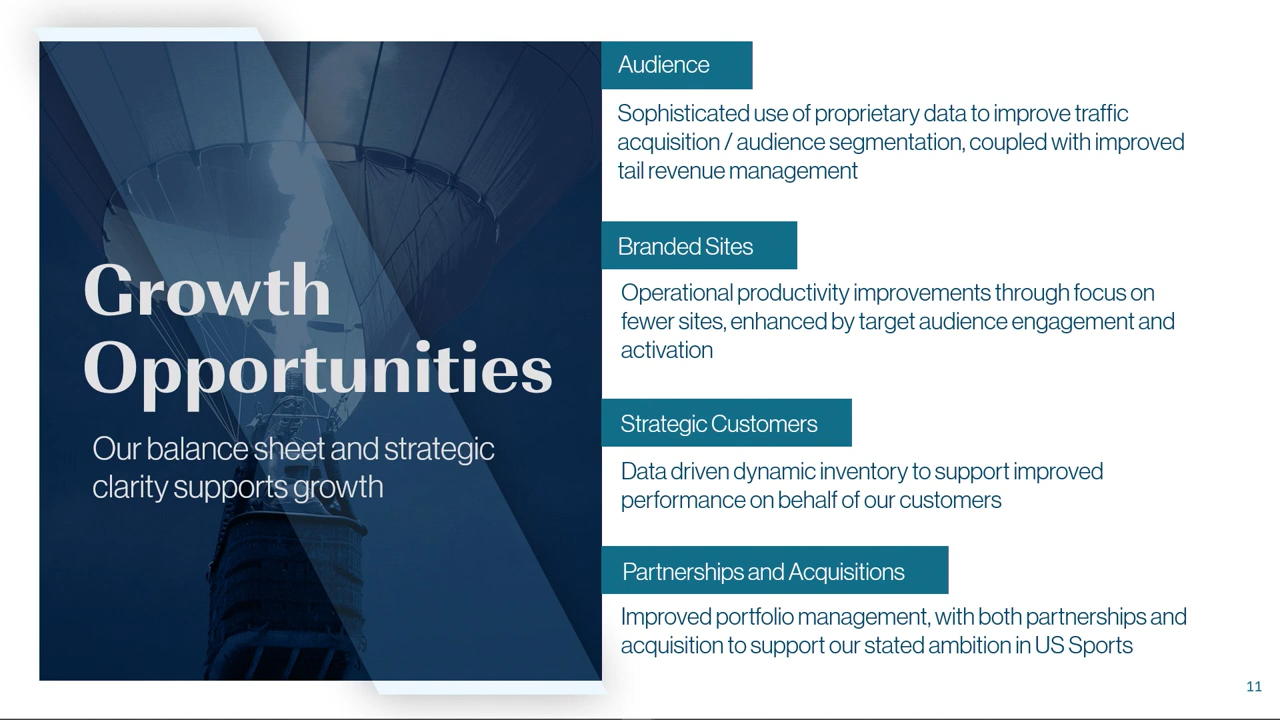 Growth
Opportunities
Our balance sheet and strategic
clarity supports growth
Audience
Sophisticated use of proprietary data to improve traffic
acquisition / audience segmentation, coupled with improved
tail revenue management
Branded Sites
Operational productivity improvements through focus on
fewer sites, enhanced by target audience engagement and
activation
Strategic Customers
Data driven dynamic inventory to support improved
performance on behalf of our customers
Partnerships and Acquisitions
Improved portfolio management, with both partnerships and
acquisition to support our stated ambition in US Sports
11